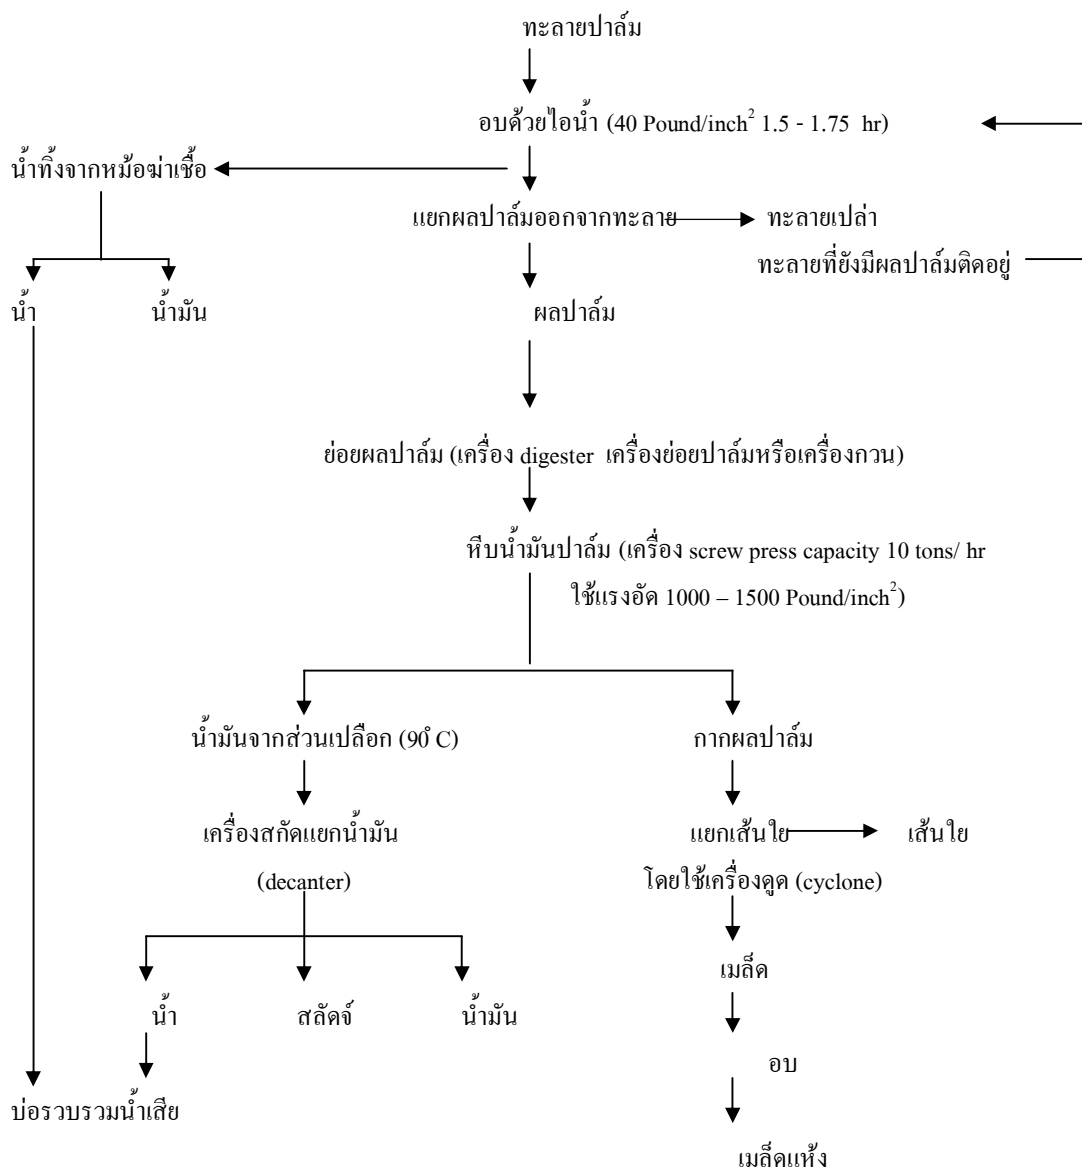 ทะลายปาล์ม
อบด้วยไอน้ำ (40 Pound/inch² 1.5 - 1.75 hr)
น้ำทิ้งจากหม้อฆ่าเชื้อ
แยกผลปาล์มออกจากทะลาย
ทะลายเปล่า
ทะลายที่ยังมีผลปาล์มติดอยู่
น้ำ
น้ำมัน
ผลปาล์ม
ย่อยผลปาล์ม (เครื่อง digester เครื่องย่อยปาล์มหรือเครื่องกวน)
หีบน้ำมันปาล์ม (เครื่อง screw press capacity 10 tons/ hr
ใช้แรงอัด 1000 – 1500 Pound/inch²)
น้ำมันจากส่วนเปลือก (90° C)
กากผลปาล์ม
เครื่องสกัดแยกน้ำมัน
(decanter)
แยกเส้นใย
เส้นใย
โดยใช้เครื่องดูด (cyclone)
เมล็ด
น้ำ
สลัดจ์
น้ำมัน
อบ
บ่อรวบรวมน้ำเสีย
เมล็ดแห้ง